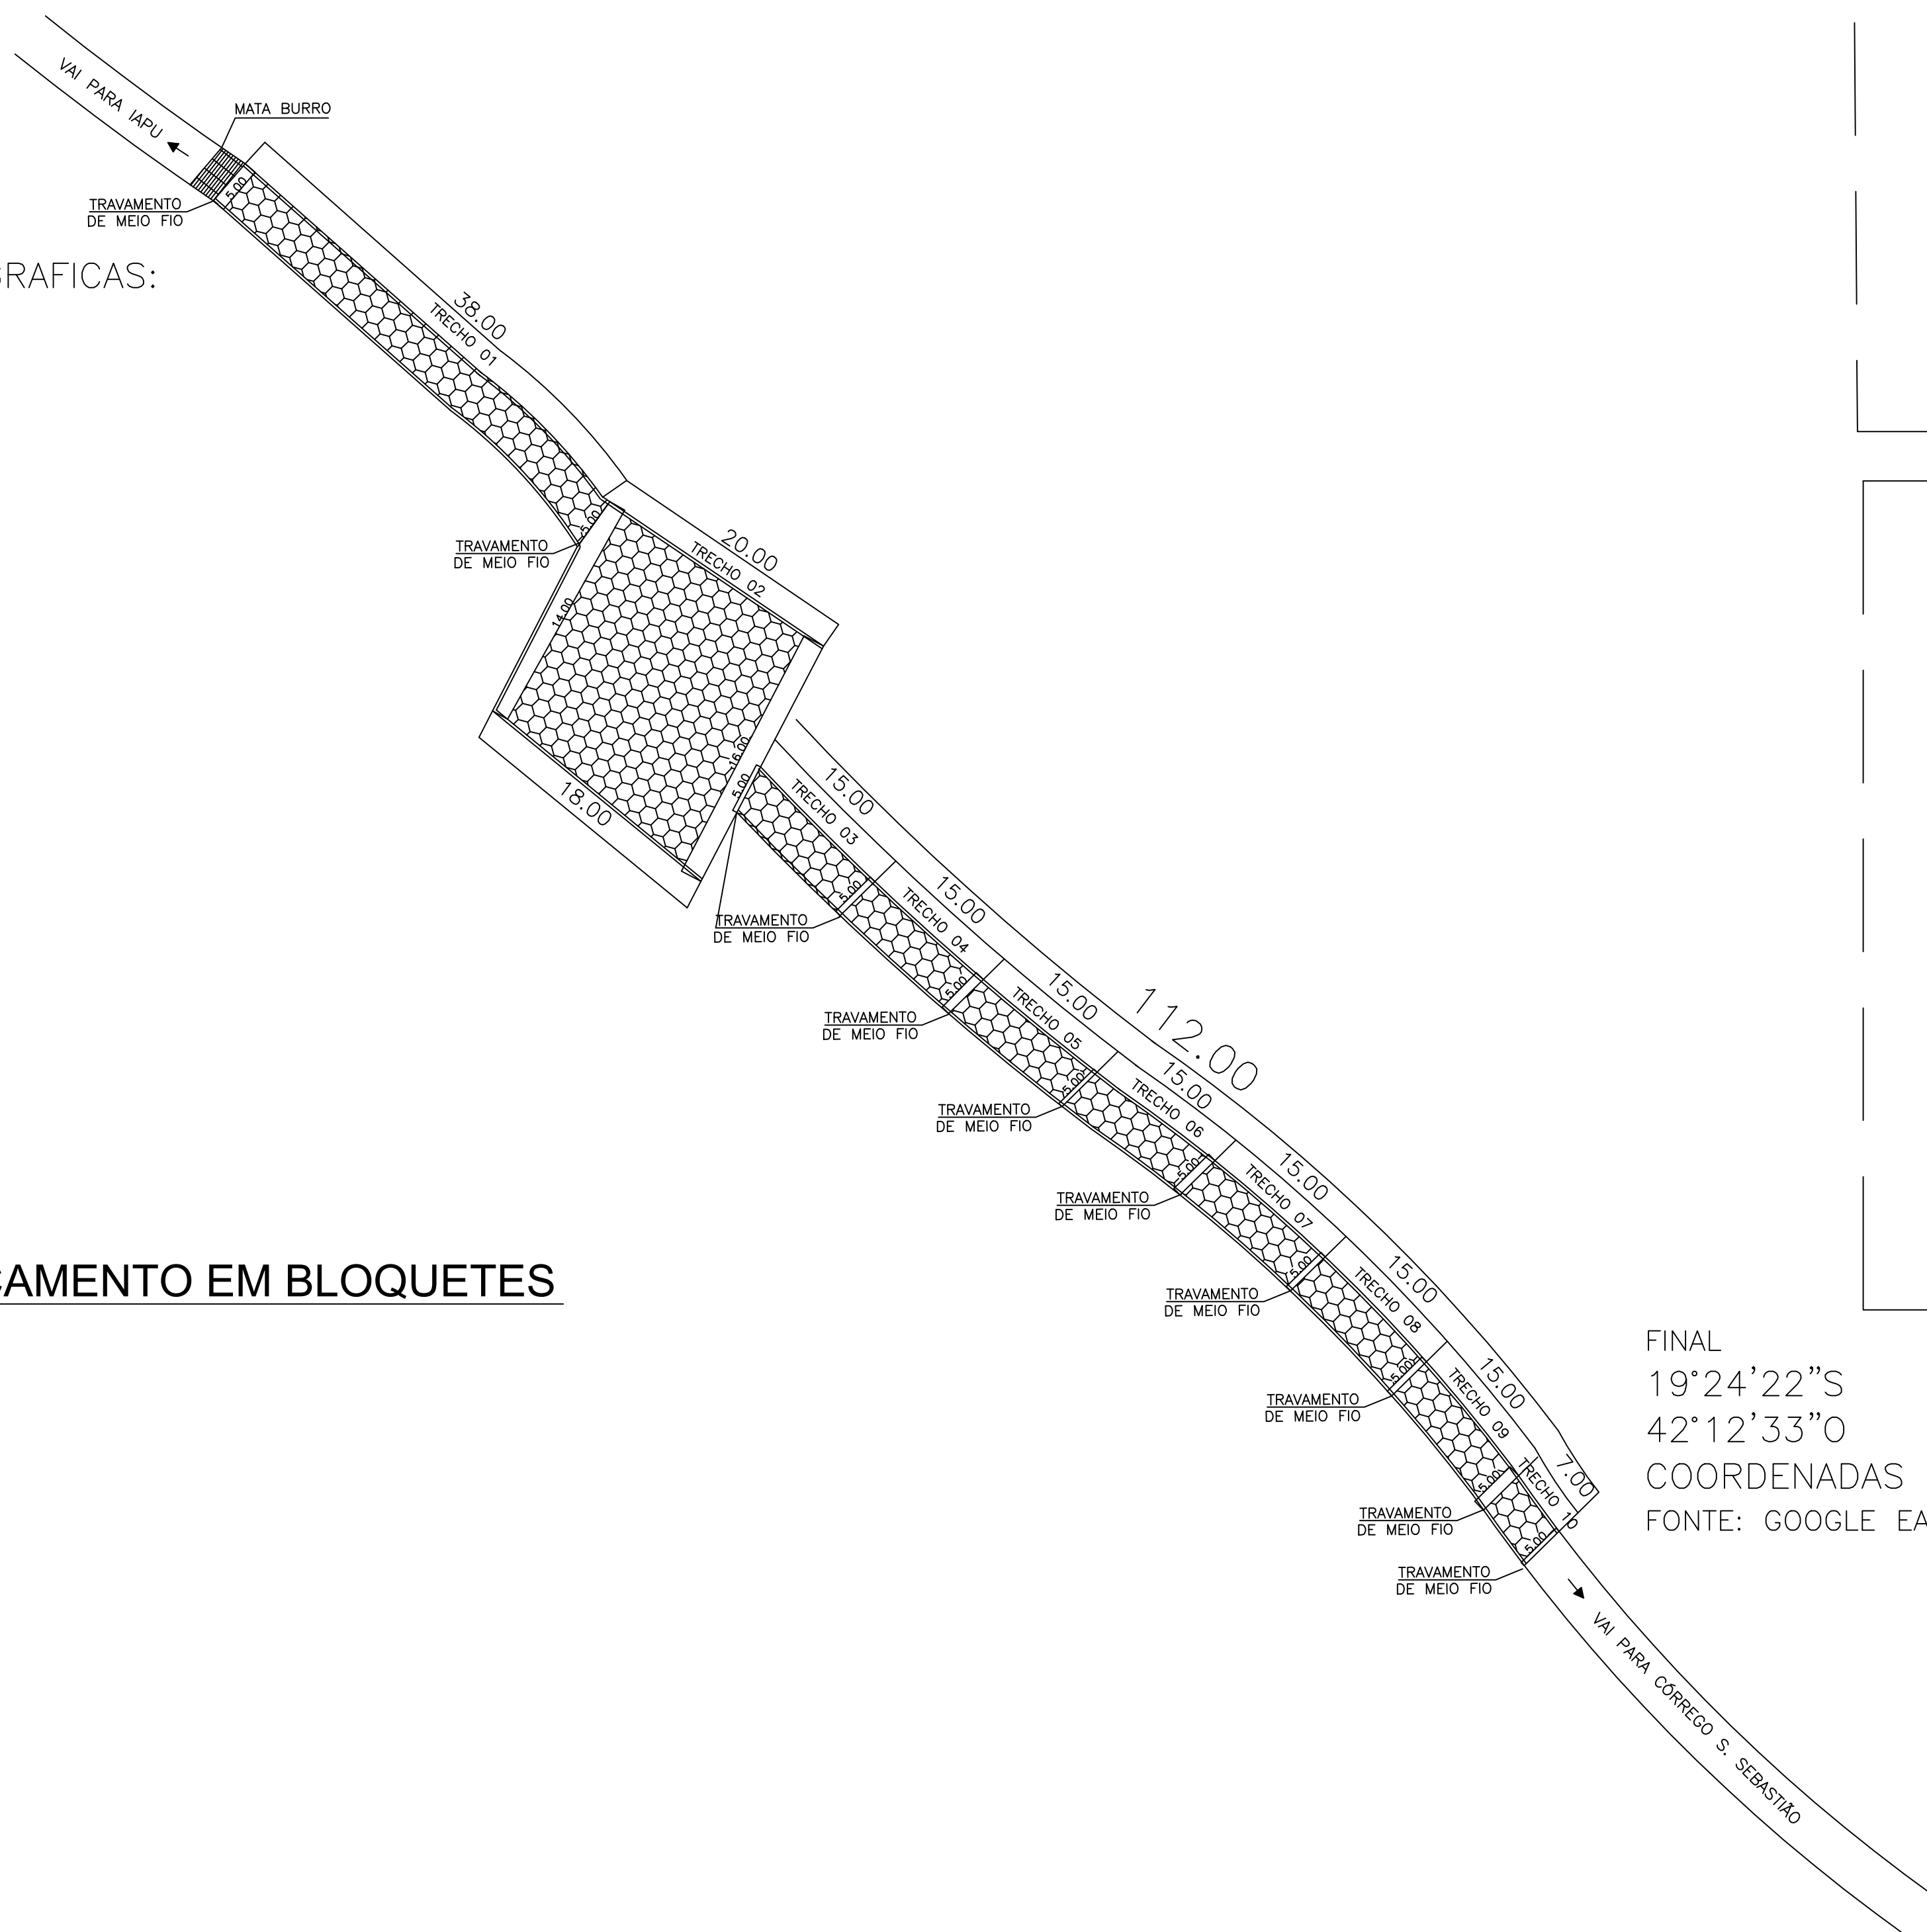 VAI PARA IAPU
MATA BURRO
TRAVAMENTO
DE MEIO FIO
5.00
RAFICAS:
38.00
TRECHO 01
5.00
TRAVAMENTO
DE MEIO FIO
20.00
TRECHO 02
14.00
16.00
18.00
5.00
15.00
TRECHO 03
5.00
TRAVAMENTO
DE MEIO FIO
15.00
TRECHO 04
5.00
TRAVAMENTO
DE MEIO FIO
15.00
TRECHO 05
112.00
5.00
TRAVAMENTO
DE MEIO FIO
15.00
TRECHO 06
5.00
TRAVAMENTO
DE MEIO FIO
15.00
TRECHO 07
5.00
TRAVAMENTO
DE MEIO FIO
15.00
TRECHO 08
5.00
TRAVAMENTO
DE MEIO FIO
15.00
TRECHO 09
5.00
TRAVAMENTO
DE MEIO FIO
7.00
TRECHO 10
5.00
TRAVAMENTO
DE MEIO FIO
CAMENTO EM BLOQUETES
FINAL
19°24'22"S
42°12'33"O
COORDENADAS
FONTE: GOOGLE EA
VAI PARA CÓRREGO S. SEBASTIÃO